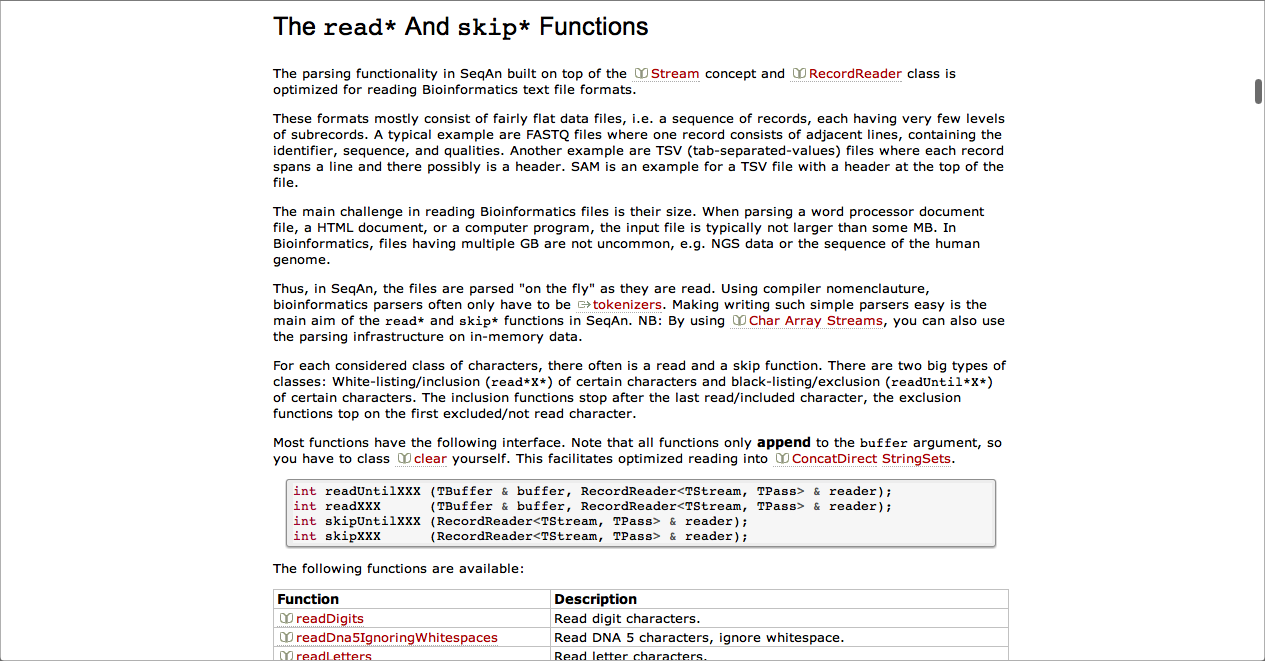 The read* And skip* Functions
The parsing functionality in SeqAn built on top of the Stream concept and RecordReader class is
optimized for reading Bioinformatics text file formats.
These formats mostly consist of fairly flat data files, i.e. a sequence of records, each having very few levels
of subrecords. A typical example are FASTQ files where one record consists of adjacent lines, containing the
identifier, sequence, and qualities. Another example are TSV (tab-separated-values) files where each record
spans a line and there possibly is a header. SAM is an example for a TSV file with a header at the top of the
file.
The main challenge in reading Bioinformatics files is their size. When parsing a word processor document
file, a HTML document, or a computer program, the input file is typically not larger than some MB. In
Bioinformatics, files having multiple GB are not uncommon, e.g. NGS data or the sequence of the human
genome.
Thus, in SeqAn, the files are parsed "on the fly" as they are read. Using compiler nomenclauture,
bioinformatics parsers often only have to be tokenizers. Making writing such simple parsers easy is the
main aim of the read* and skip* functions in SeqAn. NB: By using Char Array Streams, you can also use
the parsing infrastructure on in-memory data.
For each considered class of characters, there often is a read and a skip function. There are two big types of
classes: White-listing/inclusion (read*X*) of certain characters and black-listing/exclusion (readUntil*X*)
of certain characters. The inclusion functions stop after the last read/included character, the exclusion
functions top on the first excluded/not read character.
Most functions have the following interface. Note that all functions only append to the buffer argument, so
you have to class clear yourself. This facilitates optimized reading into ConcatDirect StringSets.
int readUntilXXX (TBuffer & buffer, RecordReader<TStream, TPass> & reader);
int readXXX      (TBuffer & buffer, RecordReader<TStream, TPass> & reader);
int skipUntilXXX (RecordReader<TStream, TPass> & reader);
int skipXXX      (RecordReader<TStream, TPass> & reader);
The following functions are available:
Function Description
readDigits Read digit characters.
readDna5IgnoringWhitespaces Read DNA 5 characters, ignore whitespace.
readLetters Read letter characters.